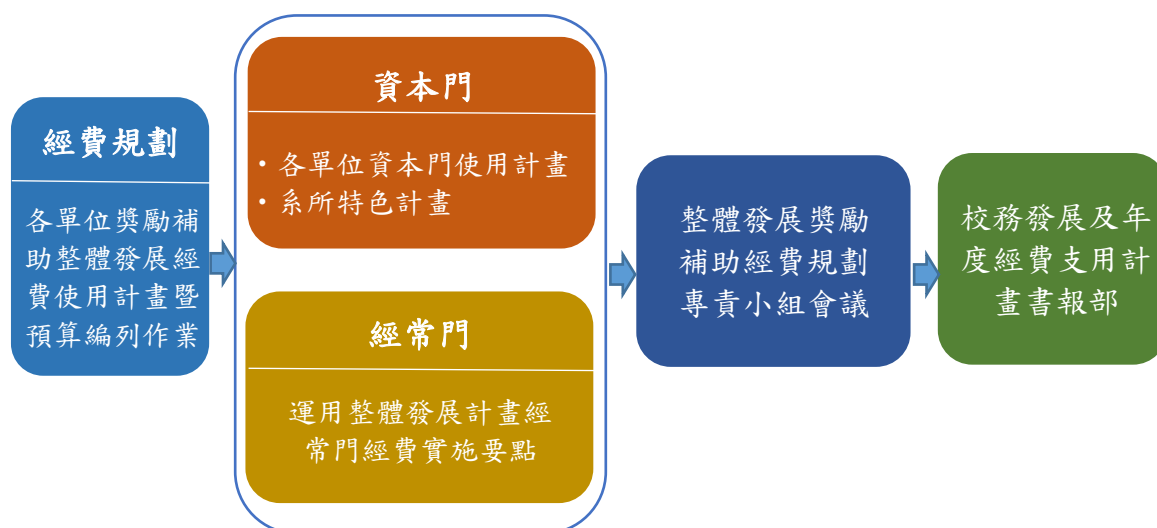 經費規劃
各單位獎勵補
助整體發展經
費使用計畫暨
預算編列作業
資本門
・各單位資本門使用計畫
・系所特色計畫
經常門
運用整體發展計畫經
常門經費實施要點
整體發展獎勵
補助經費規劃
專責小組會議
校務發展及年
度經費支用計
畫書報部